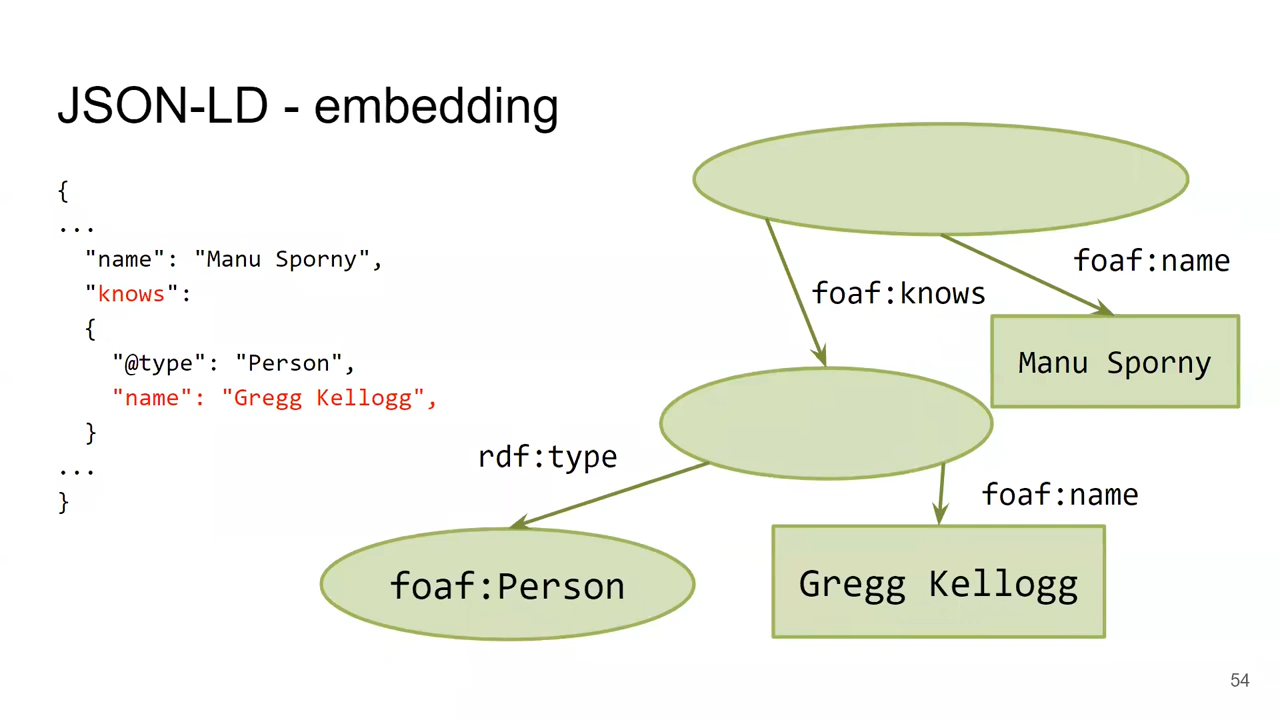 JSON-LD - embedding
{
...
"name": "Manu Sporny",
"knows":
{
"@type": "Person",
"name": "Gregg Kellogg",
}
...
}
foaf:name
foaf:knows
Manu Sporny
rdf:type
foaf:name
foaf:Person
Gregg Kellogg
54